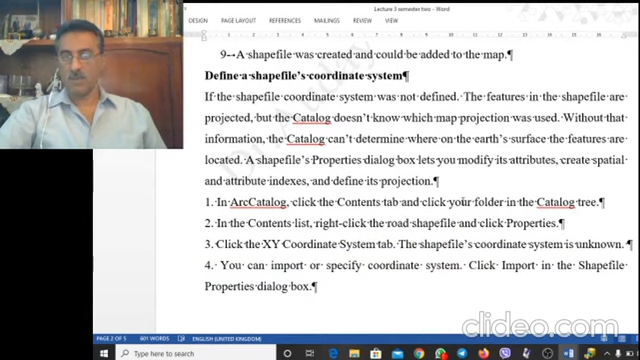 Lecture 3 semester two - Word
DESIGN PAGE LAYOUT REFERENCES MAILINGS REVIEW VIEW
9--A shapefile was created and could be added to the map.¶
Define a shapefile's coordinate system¶
If the shapefile coordinate system was not defined. The features in the shapefile are
projected, but the Catalog doesn't know which map projection was used. Without that
information, the Catalog can't determine where on the earth's surface the features are
located. A shapefile's Properties dialog box lets you modify its attributes, create spatial
and attribute indexes, and define its projection.¶
1. In ArcCatalog, click the Contents tab and click your folder in the Catalog tree.¶
2. In the Contents list, right-click the road shapefile and click Properties.¶
3. Click the XY Coordinate System tab. The shapefile's coordinate system is unknown. ¶
4. You can import or specify coordinate system. Click Import in the Shapefile
Properties dialog box.¶
PAGE 2 OF 5 601 WORDS ENGLISH (UNITED KINGDOM)
Type here to search
clideo.com